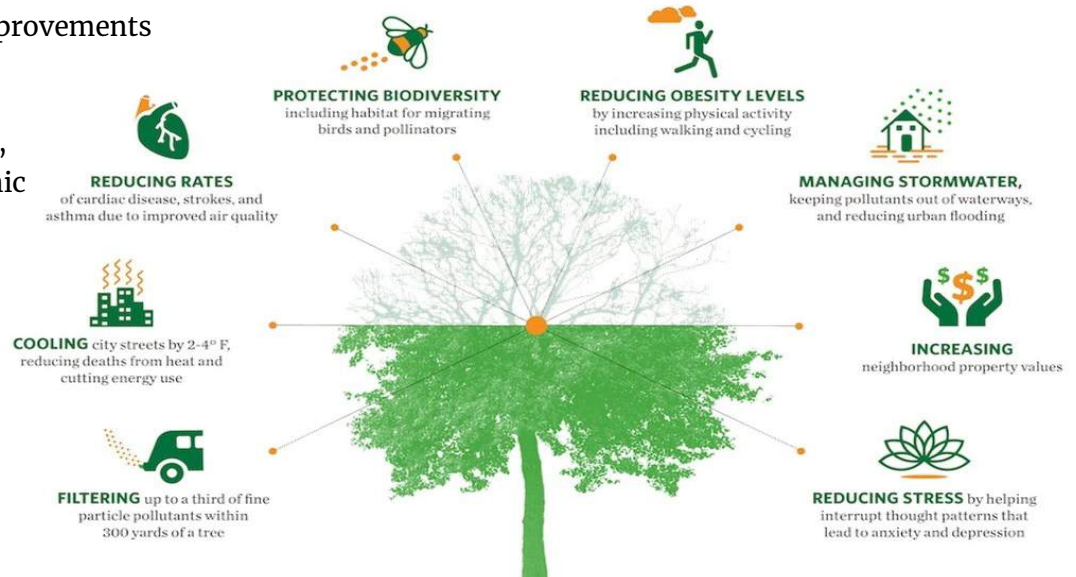 provements
,
nic
PROTECTING BIODIVERSITY
including habitat for migrating
birds and pollinators
REDUCING OBESITY LEVELS
by increasing physical activity
including walking and cycling
REDUCING RATES
of cardiac disease, strokes, and
asthma due to improved air quality
MANAGING STORMWATER,
keeping pollutants out of waterways,
and reducing urban flooding
COOLING city streets by 2-4° F,
reducing deaths from heat and
cutting energy use
$ $ $
INCREASING
neighborhood property values
FILTERING up to a third of fine
particle pollutants within
300 yards of a tree
REDUCING STRESS by helping
interrupt thought patterns that
lead to anxiety and depression